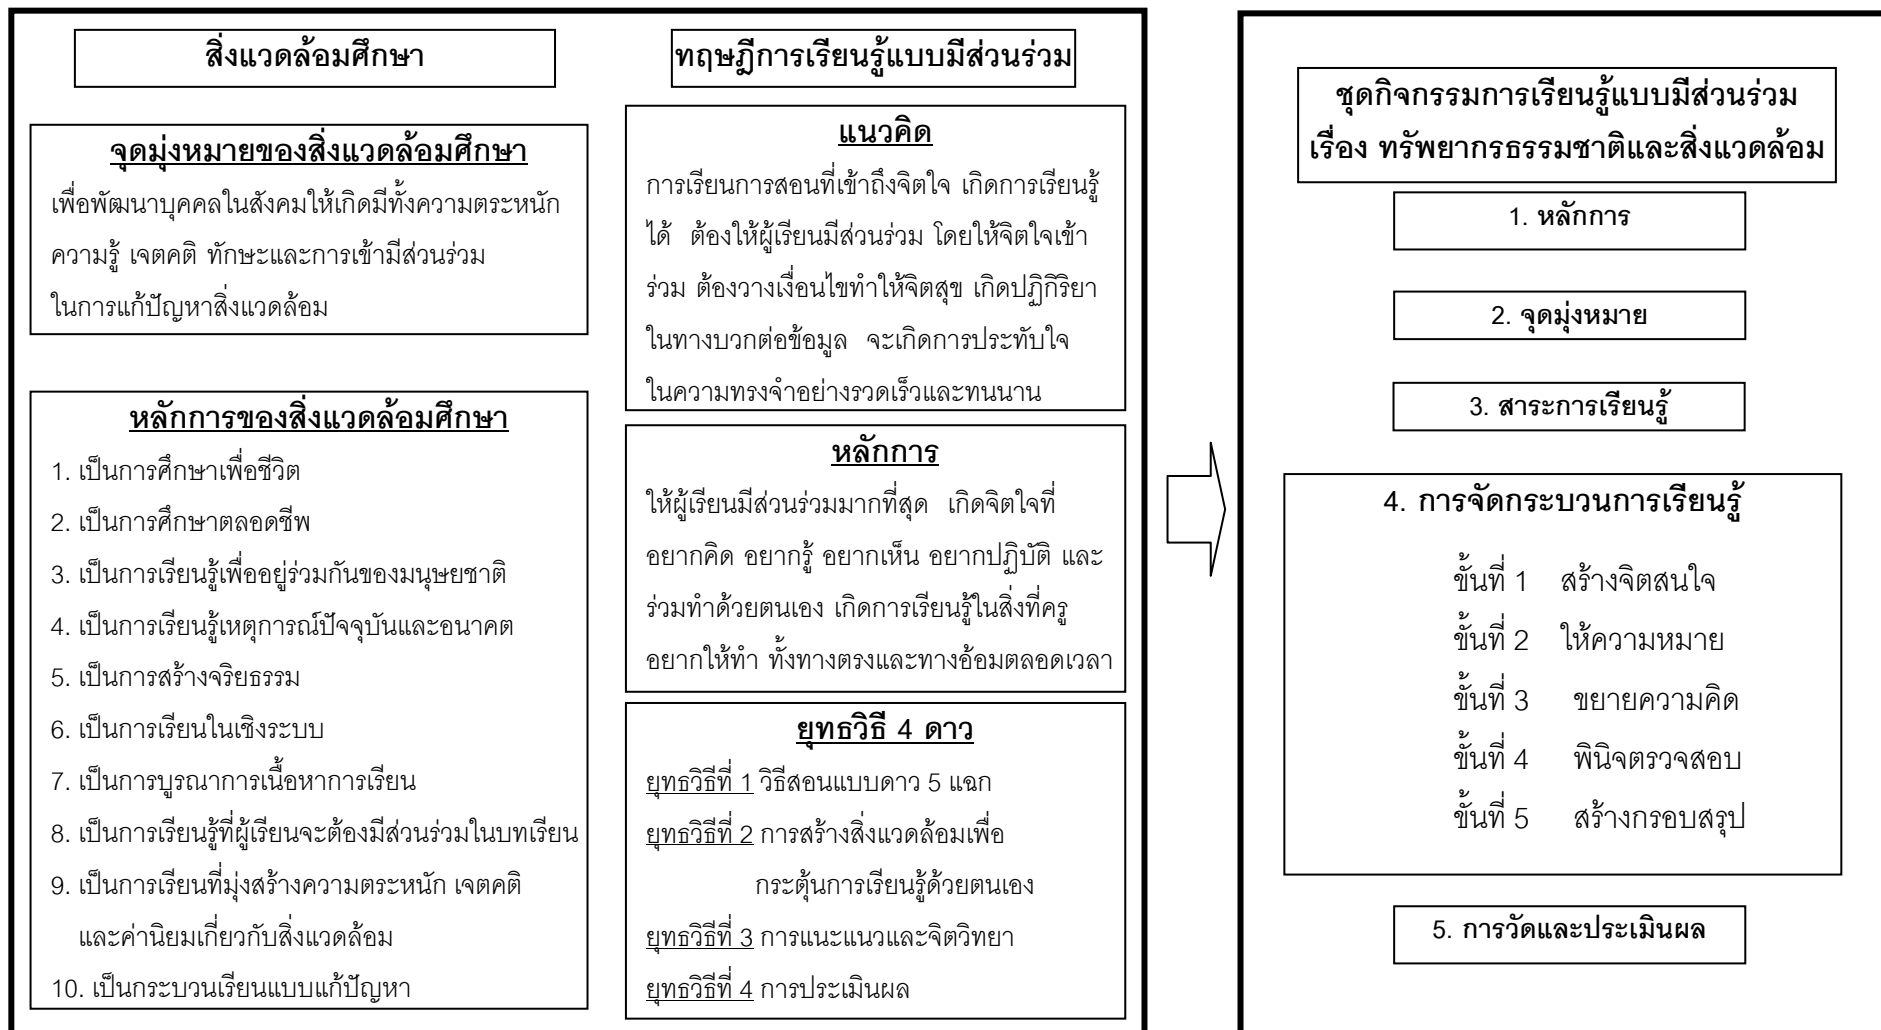 สิ่งแวดล้อมศึกษา
จุดมุ่งหมายของสิ่งแวดล้อมศึกษา
เพื่อพัฒนาบุคคลในสังคมให้เกิดมีทั้งความตระหนัก
ความรู้ เจตคติ ทักษะและการเข้ามีส่วนร่วม
ในการแก้ปัญหาสิ่งแวดล้อม
หลักการของสิ่งแวดล้อมศึกษา
1. เป็นการศึกษาเพื่อชีวิต
2. เป็นการศึกษาตลอดชีพ
3. เป็นการเรียนรู้เพื่ออยู่ร่วมกันของมนุษยชาติ
4. เป็นการเรียนรู้เหตุการณ์ปัจจุบันและอนาคต
5. เป็นการสร้างจริยธรรม
6. เป็นการเรียนในเชิงระบบ
7. เป็นการบูรณาการเนื้อหาการเรียน
8. เป็นการเรียนรู้ที่ผู้เรียนจะต้องมีส่วนร่วมในบทเรียน
9. เป็นการเรียนที่มุ่งสร้างความตระหนัก เจตคติ
และค่านิยมเกี่ยวกับสิ่งแวดล้อม
10. เป็นกระบวนเรียนแบบแก้ปัญหา
ทฤษฎีการเรียนรู้แบบมีส่วนร่วม
แนวคิด
การเรียนการสอนที่เข้าถึงจิตใจ เกิดการเรียนรู้
ได้ ต้องให้ผู้เรียนมีส่วนร่วม โดยให้จิตใจเข้า
ร่วม ต้องวางเงื่อนไขทำให้จิตสุข เกิดปฏิกิริยา
ในทางบวกต่อข้อมูล จะเกิดการประทับใจ
ในความทรงจำอย่างรวดเร็วและทนนาน
หลักการ
ให้ผู้เรียนมีส่วนร่วมมากที่สุด เกิดจิตใจที่
อยากคิด อยากรู้ อยากเห็น อยากปฏิบัติ และ
ร่วมทำด้วยตนเอง เกิดการเรียนรู้ในสิ่งที่ครู
อยากให้ทำ ทั้งทางตรงและทางอ้อมตลอดเวลา
ยุทธวิธี 4 ดาว
ยุทธวิธีที่ 1 วิธีสอนแบบดาว 5 แฉก
ยุทธวิธีที่ 2 การสร้างสิ่งแวดล้อมเพื่อ
กระตุ้นการเรียนรู้ด้วยตนเอง
ยุทธวิธีที่ 3 การแนะแนวและจิตวิทยา
ยุทธวิธีที่ 4 การประเมินผล
ชุดกิจกรรมการเรียนรู้แบบมีส่วนร่วม
เรื่อง ทรัพยากรธรรมชาติและสิ่งแวดล้อม
1. หลักการ
2. จุดมุ่งหมาย
3. สาระการเรียนรู้
4. การจัดกระบวนการเรียนรู้
ขั้นที่ 1 สร้างจิตสนใจ
ขั้นที่ 2 ให้ความหมาย
ขั้นที่ 3 ขยายความคิด
ขั้นที่ 4 พินิจตรวจสอบ
ขั้นที่ 5 สร้างกรอบสรุป
5. การวัดและประเมินผล